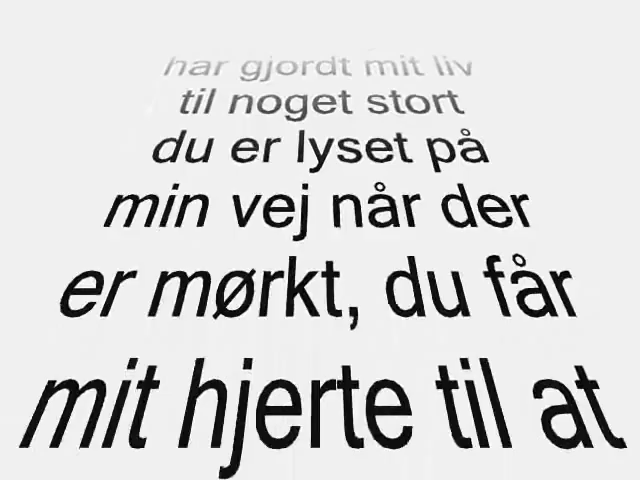 har gjordt mit liv
til noget stort
du er lyset på
min vej når der
er mørkt, du får
mit hjerte til at